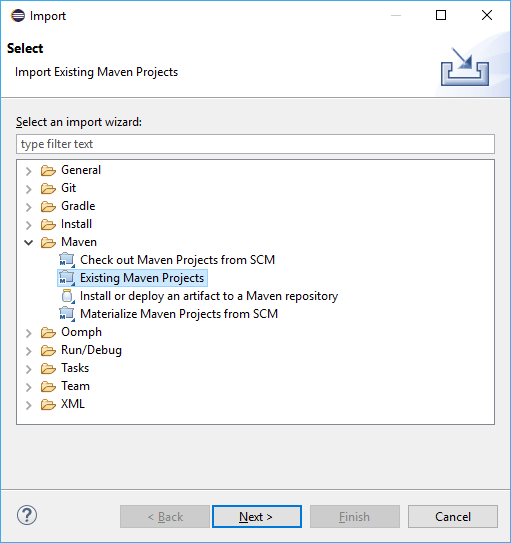 Import
Select
Import Existing Maven Projects
Select an import wizard:
type filter text
General
Git
Gradle
Install
Maven
Check out Maven Projects from SCM
Existing Maven Projects
Install or deploy an artifact to a Maven repository
Materialize Maven Projects from SCM
Oomph
Run/Debug
Tasks
Team
XML
? < Back Next > Finish Cancel